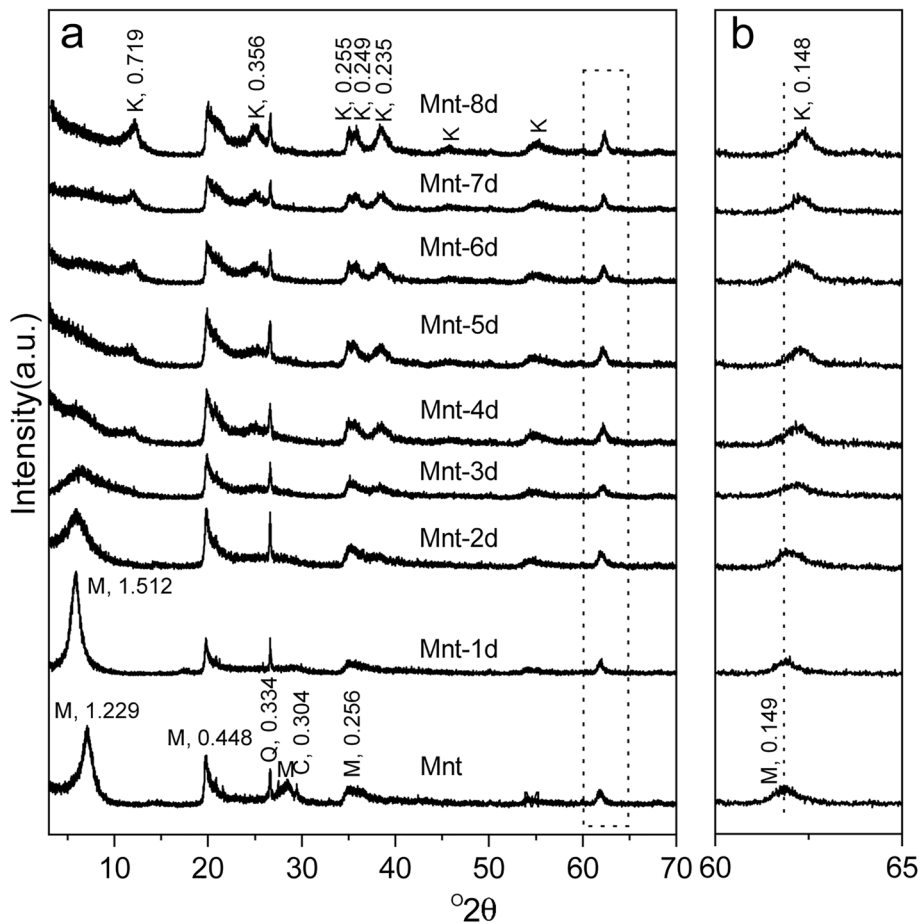 a
b
K, 0.719
K, 0.356
K, 0.255
K, 0.249
K, 0.235
K, 0.148
Mnt-8d
K
K
Mnt-7d
Mnt-6d
Mnt-5d
Mnt-4d
Mnt-3d
Mnt-2d
M, 1.512
Mnt-1d
M, 1.229
M, 0.448
Q, 0.334
M
C, 0.304
M, 0.256
Mnt
M
M, 0.149
Intensity(a.u.)
10 20 30 40 50 60 70
60 65
°2θ